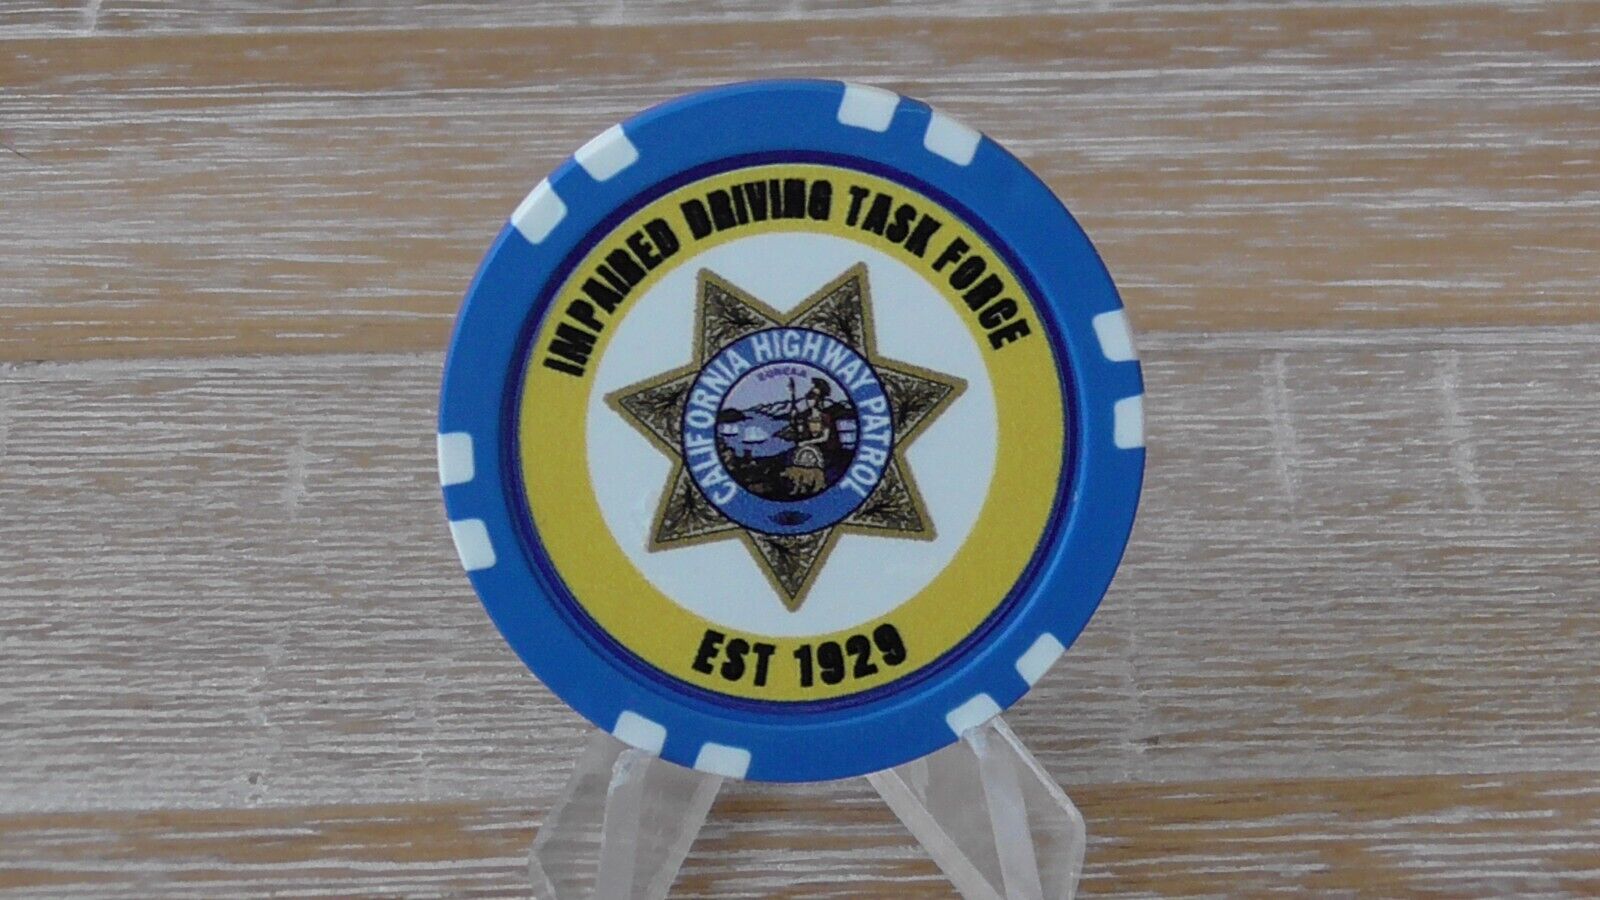 IMPAIRED DRIVING TASK FORCE
CALIFORNIA HIGHWAY PATROL
EUREKA
EST 1929